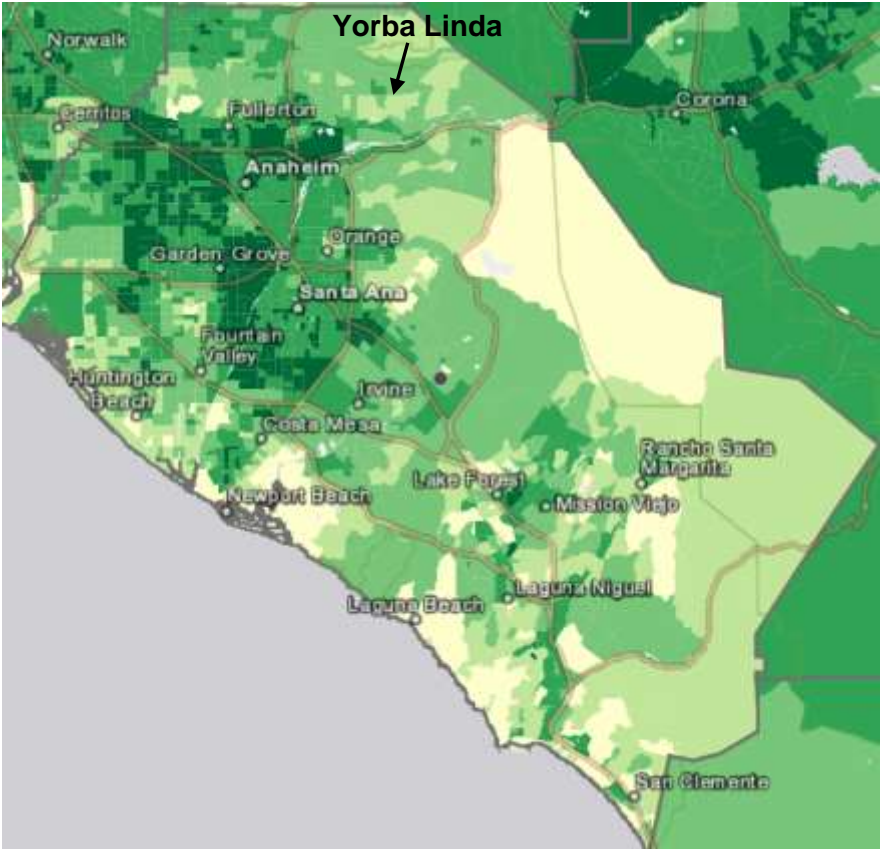 Yorba Linda
Norwalk
Cerritos
Fullerton
Corona
Anaheim
Garden Grove
Orange
Santa Ana
Fountain
Valley
Huntington
Beach
Irvine
Costa Mesa
Rancho Santa
Margarita
Lake Forest
Newport Beach
Mission Viejo
Laguna Niguel
Laguna Beach
San Clemente